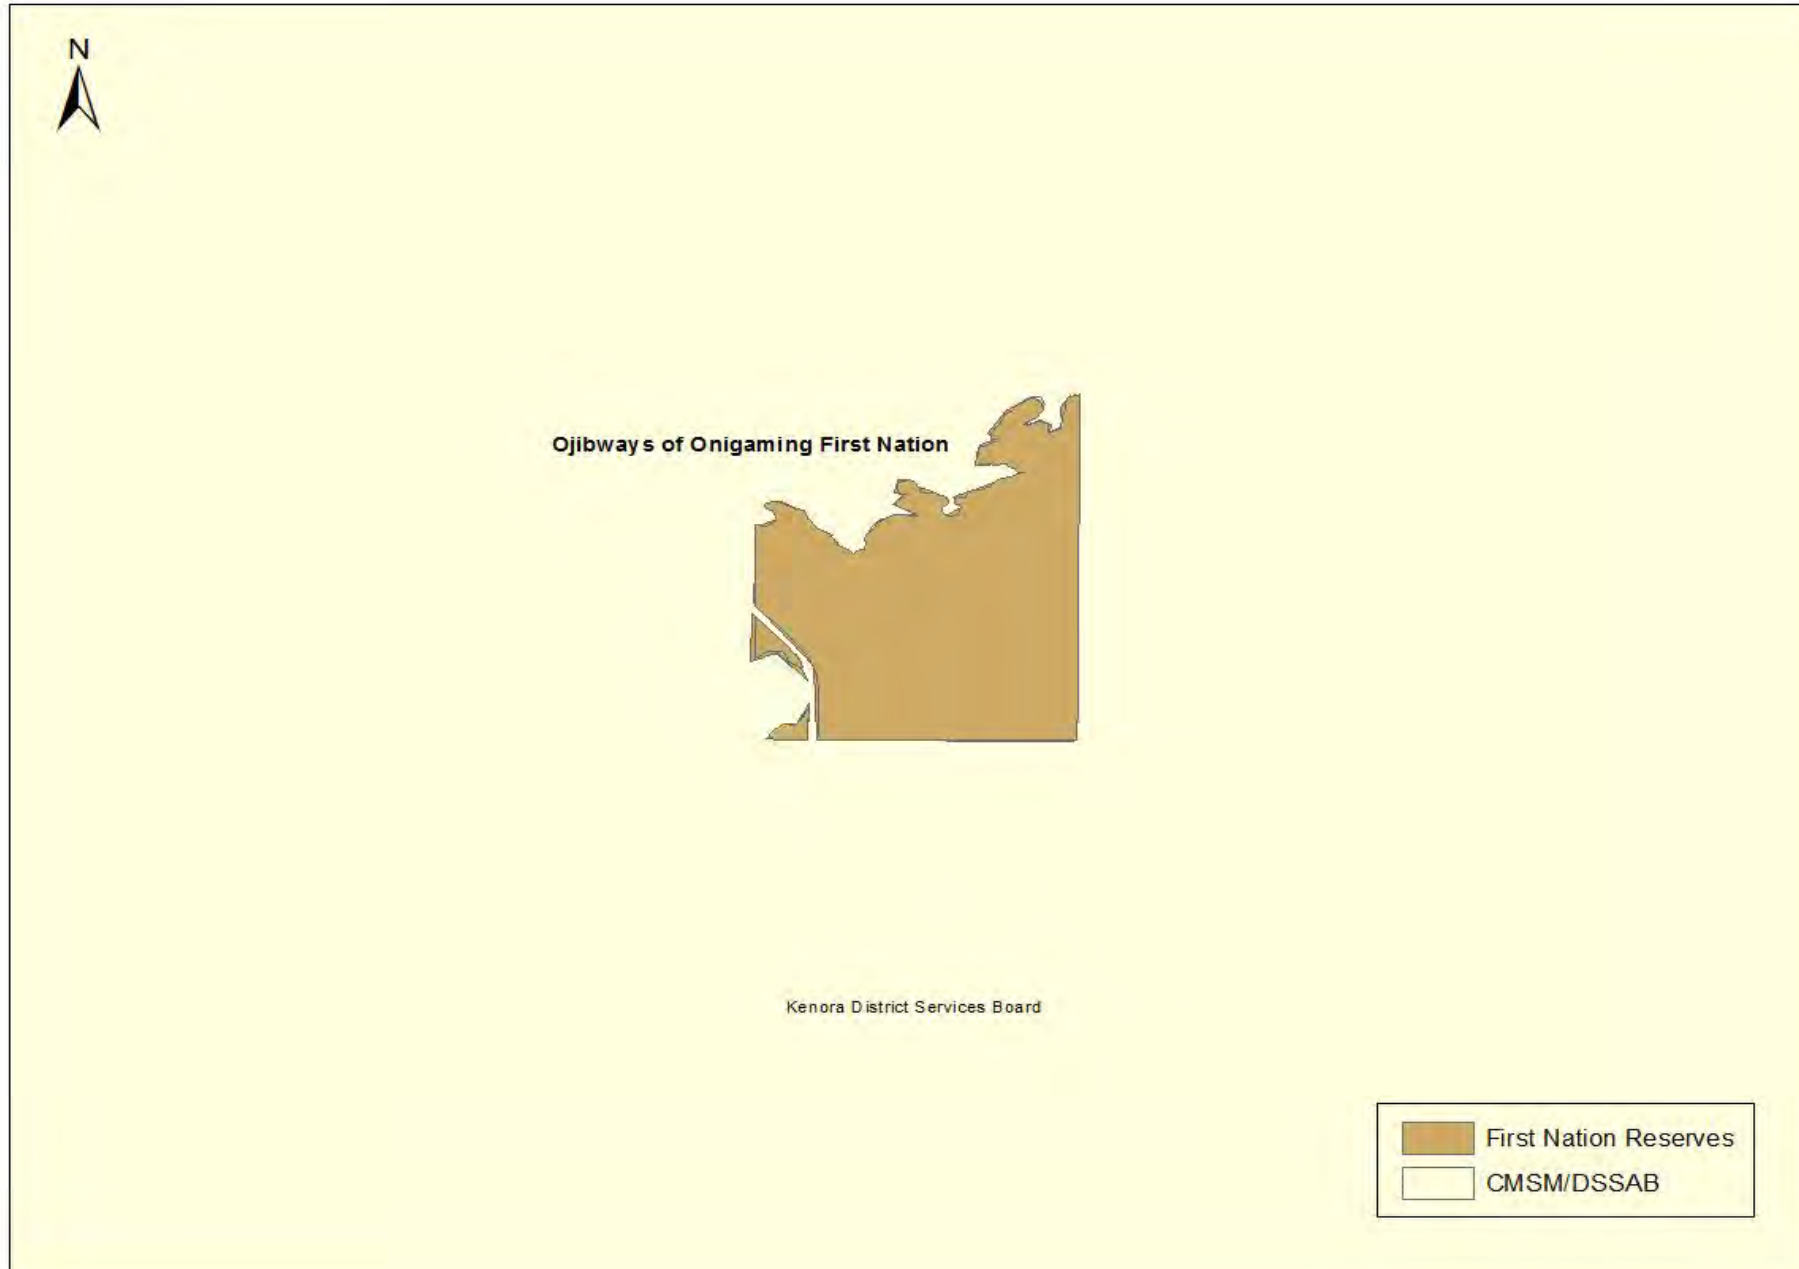 N
Ojibways of Onigaming First Nation
Kenora District Services Board
First Nation Reserves
CMSM/DSSAB